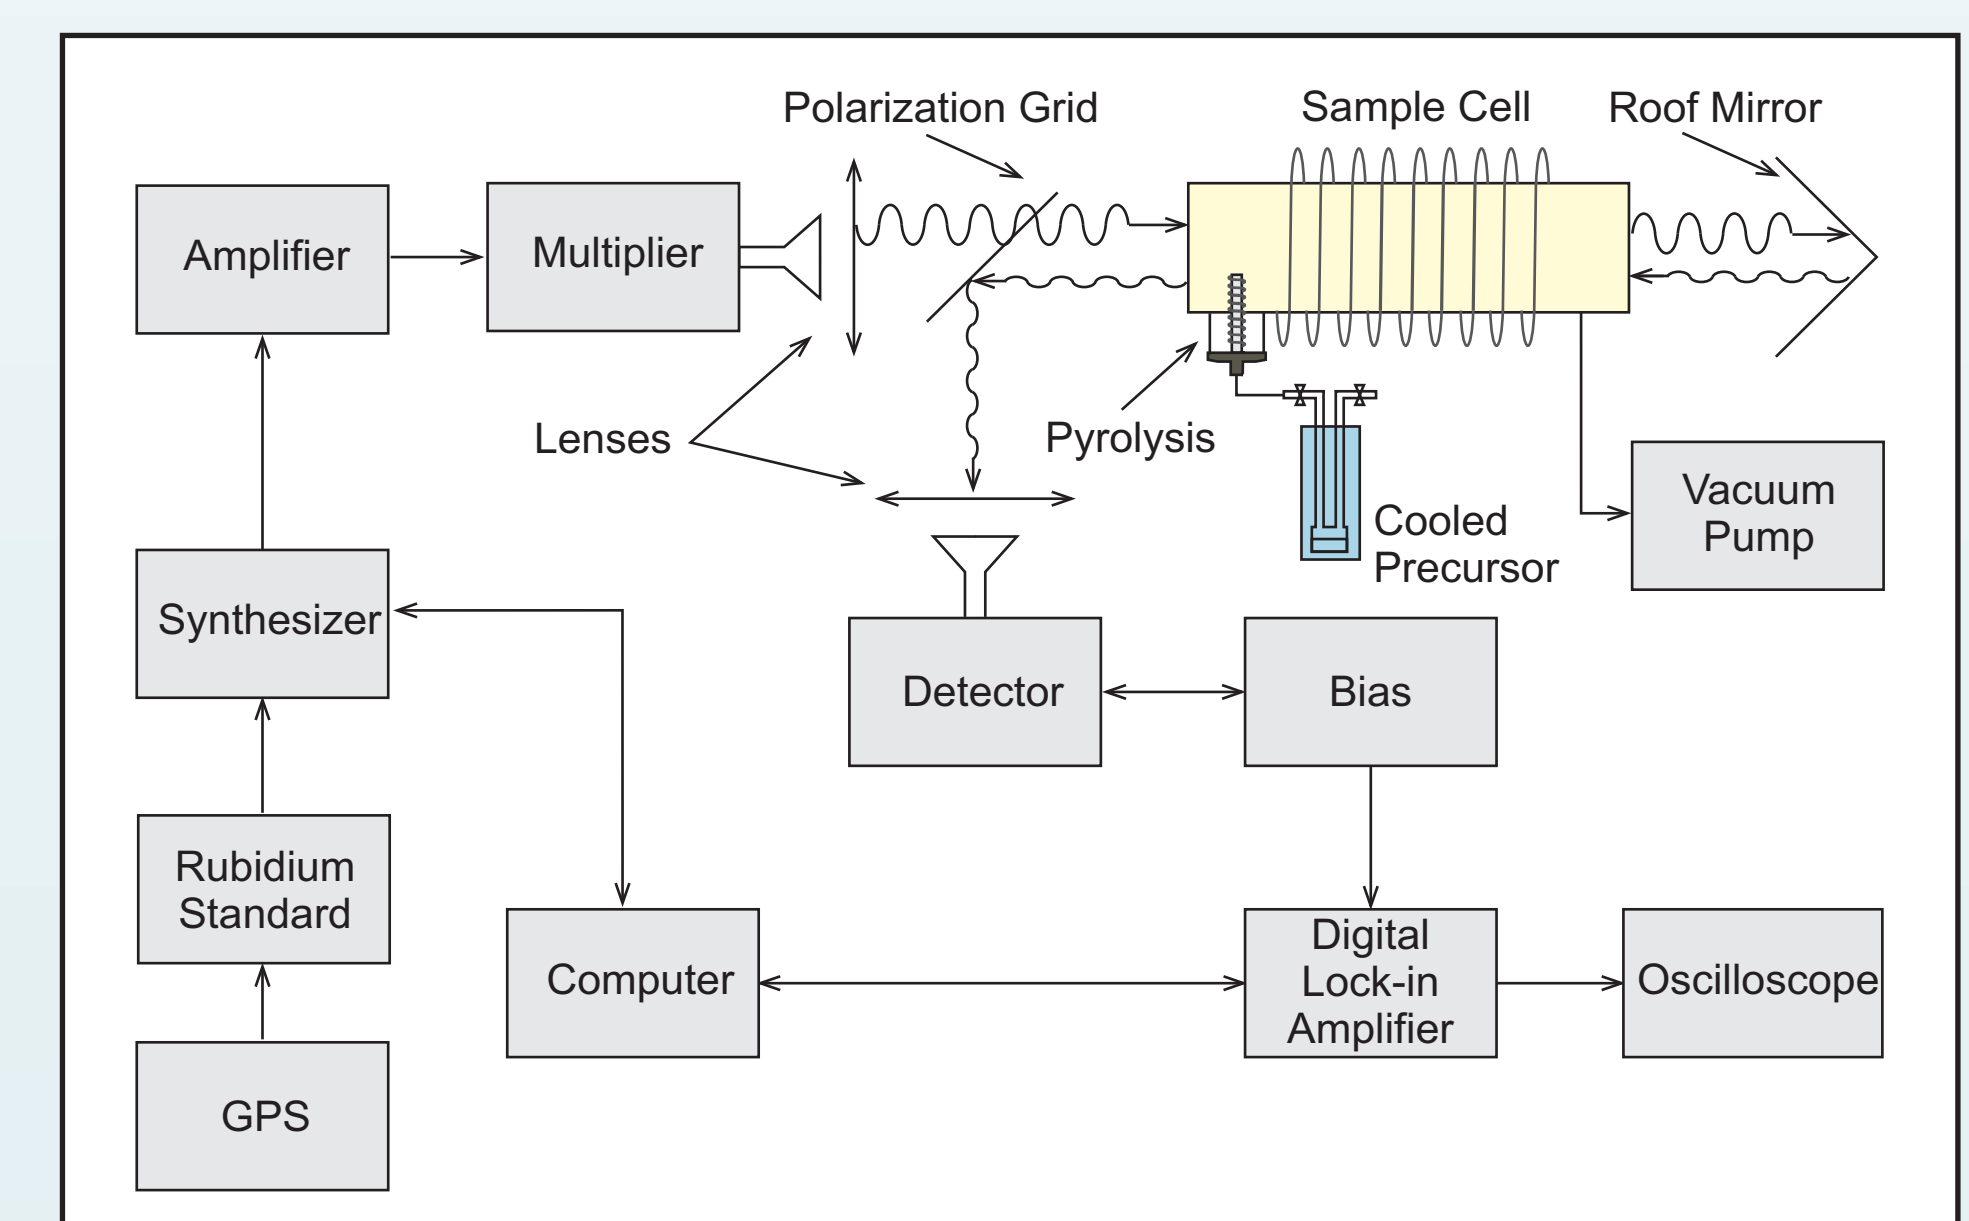 Polarization Grid
Sample Cell
Roof Mirror
Amplifier
Multiplier
Lenses
Pyrolysis
Cooled
Precursor
Vacuum
Pump
Synthesizer
Detector
Bias
Rubidium
Standard
Computer
Digital
Lock-in
Amplifier
Oscilloscope
GPS